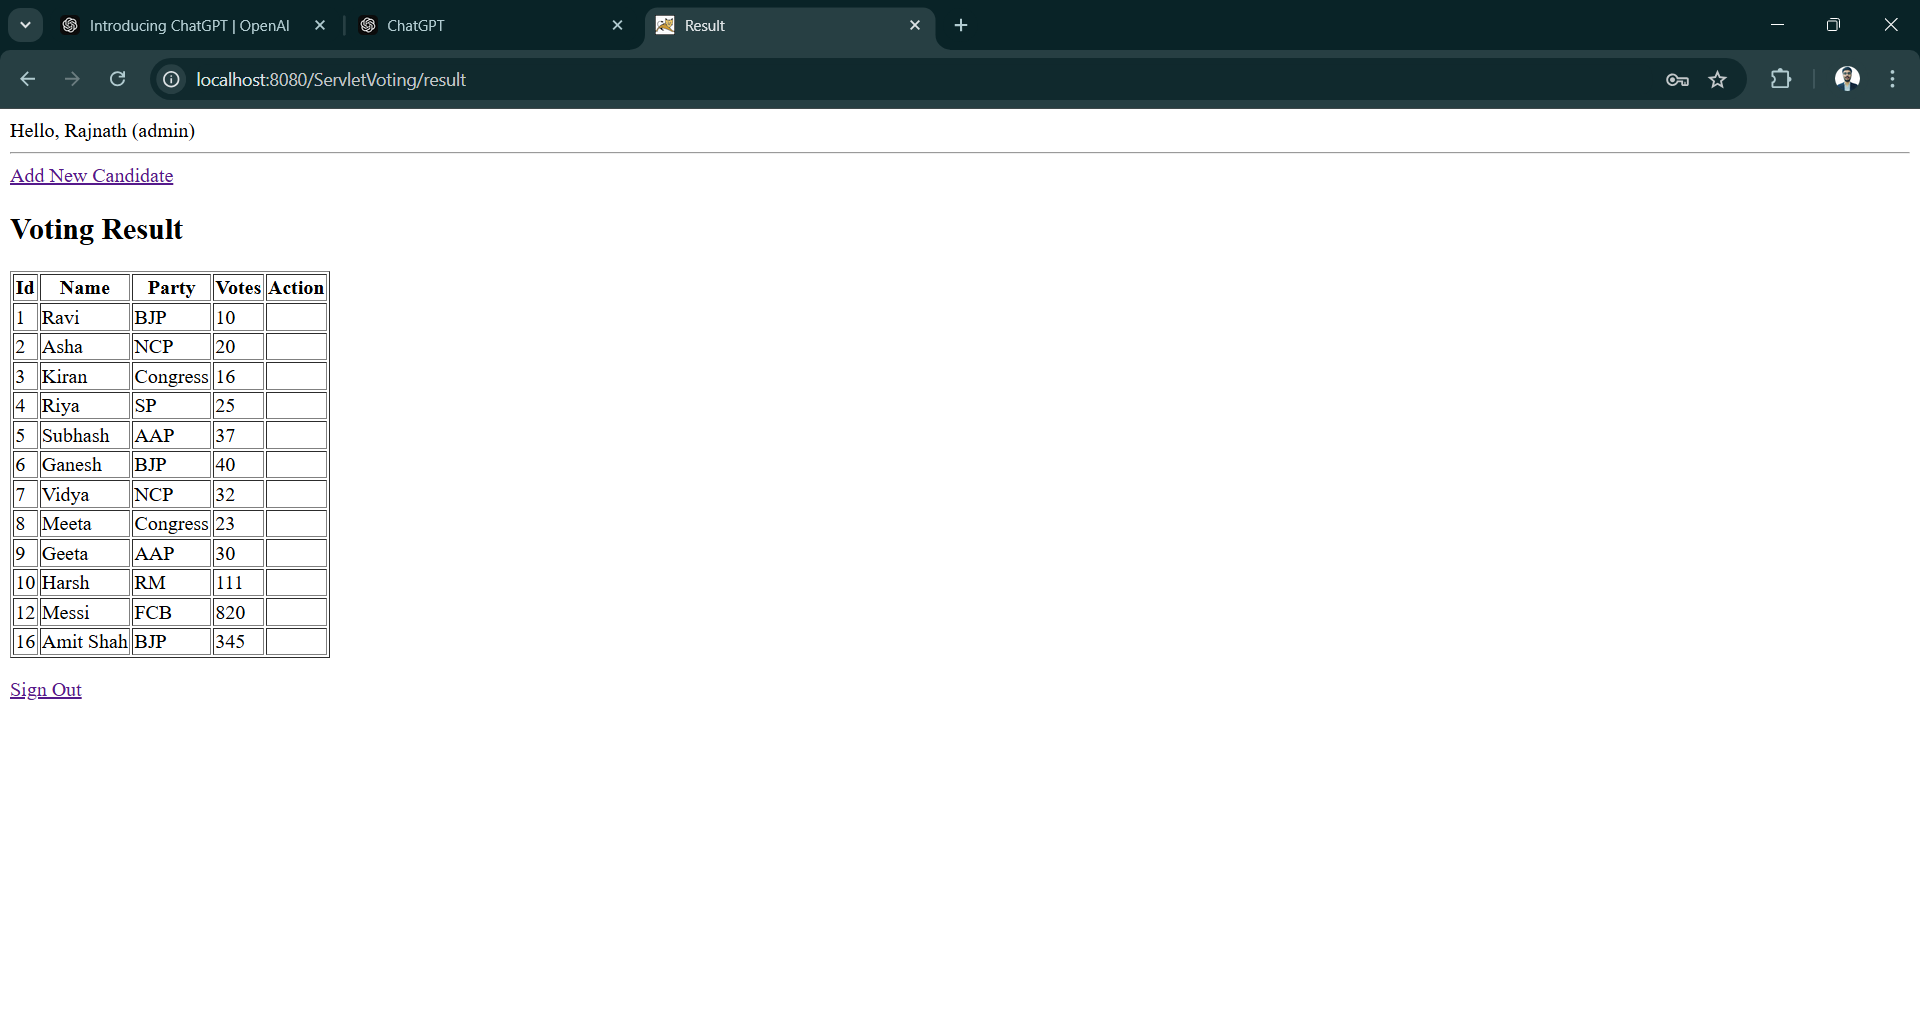 Introducing ChatGPT | OpenAI
ChatGPT
Result
localhost:8080/ServletVoting/result
Hello, Rajnath (admin)
Add New Candidate
Voting Result
Id Name Party Votes Action
1 Ravi BJP 10
2 Asha NCP 20
3 Kiran Congress 16
4 Riya SP 25
5 Subhash AAP 37
6 Ganesh BJP 40
7 Vidya NCP 32
8 Meeta Congress 23
9 Geeta AAP 30
10 Harsh RM 111
12 Messi FCB 820
16 Amit Shah BJP 345
Sign Out